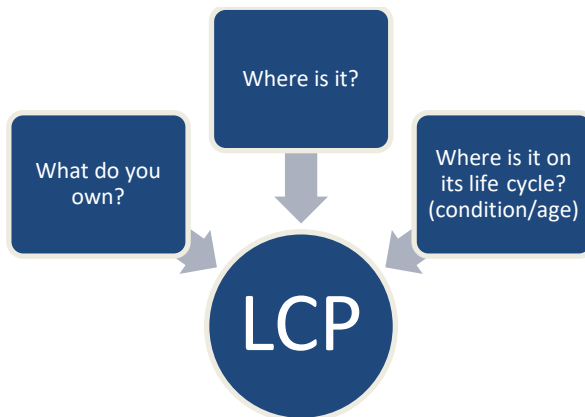 Where is it?
What do you
own?
Where is it on
its life cycle?
(condition/age)
LCP